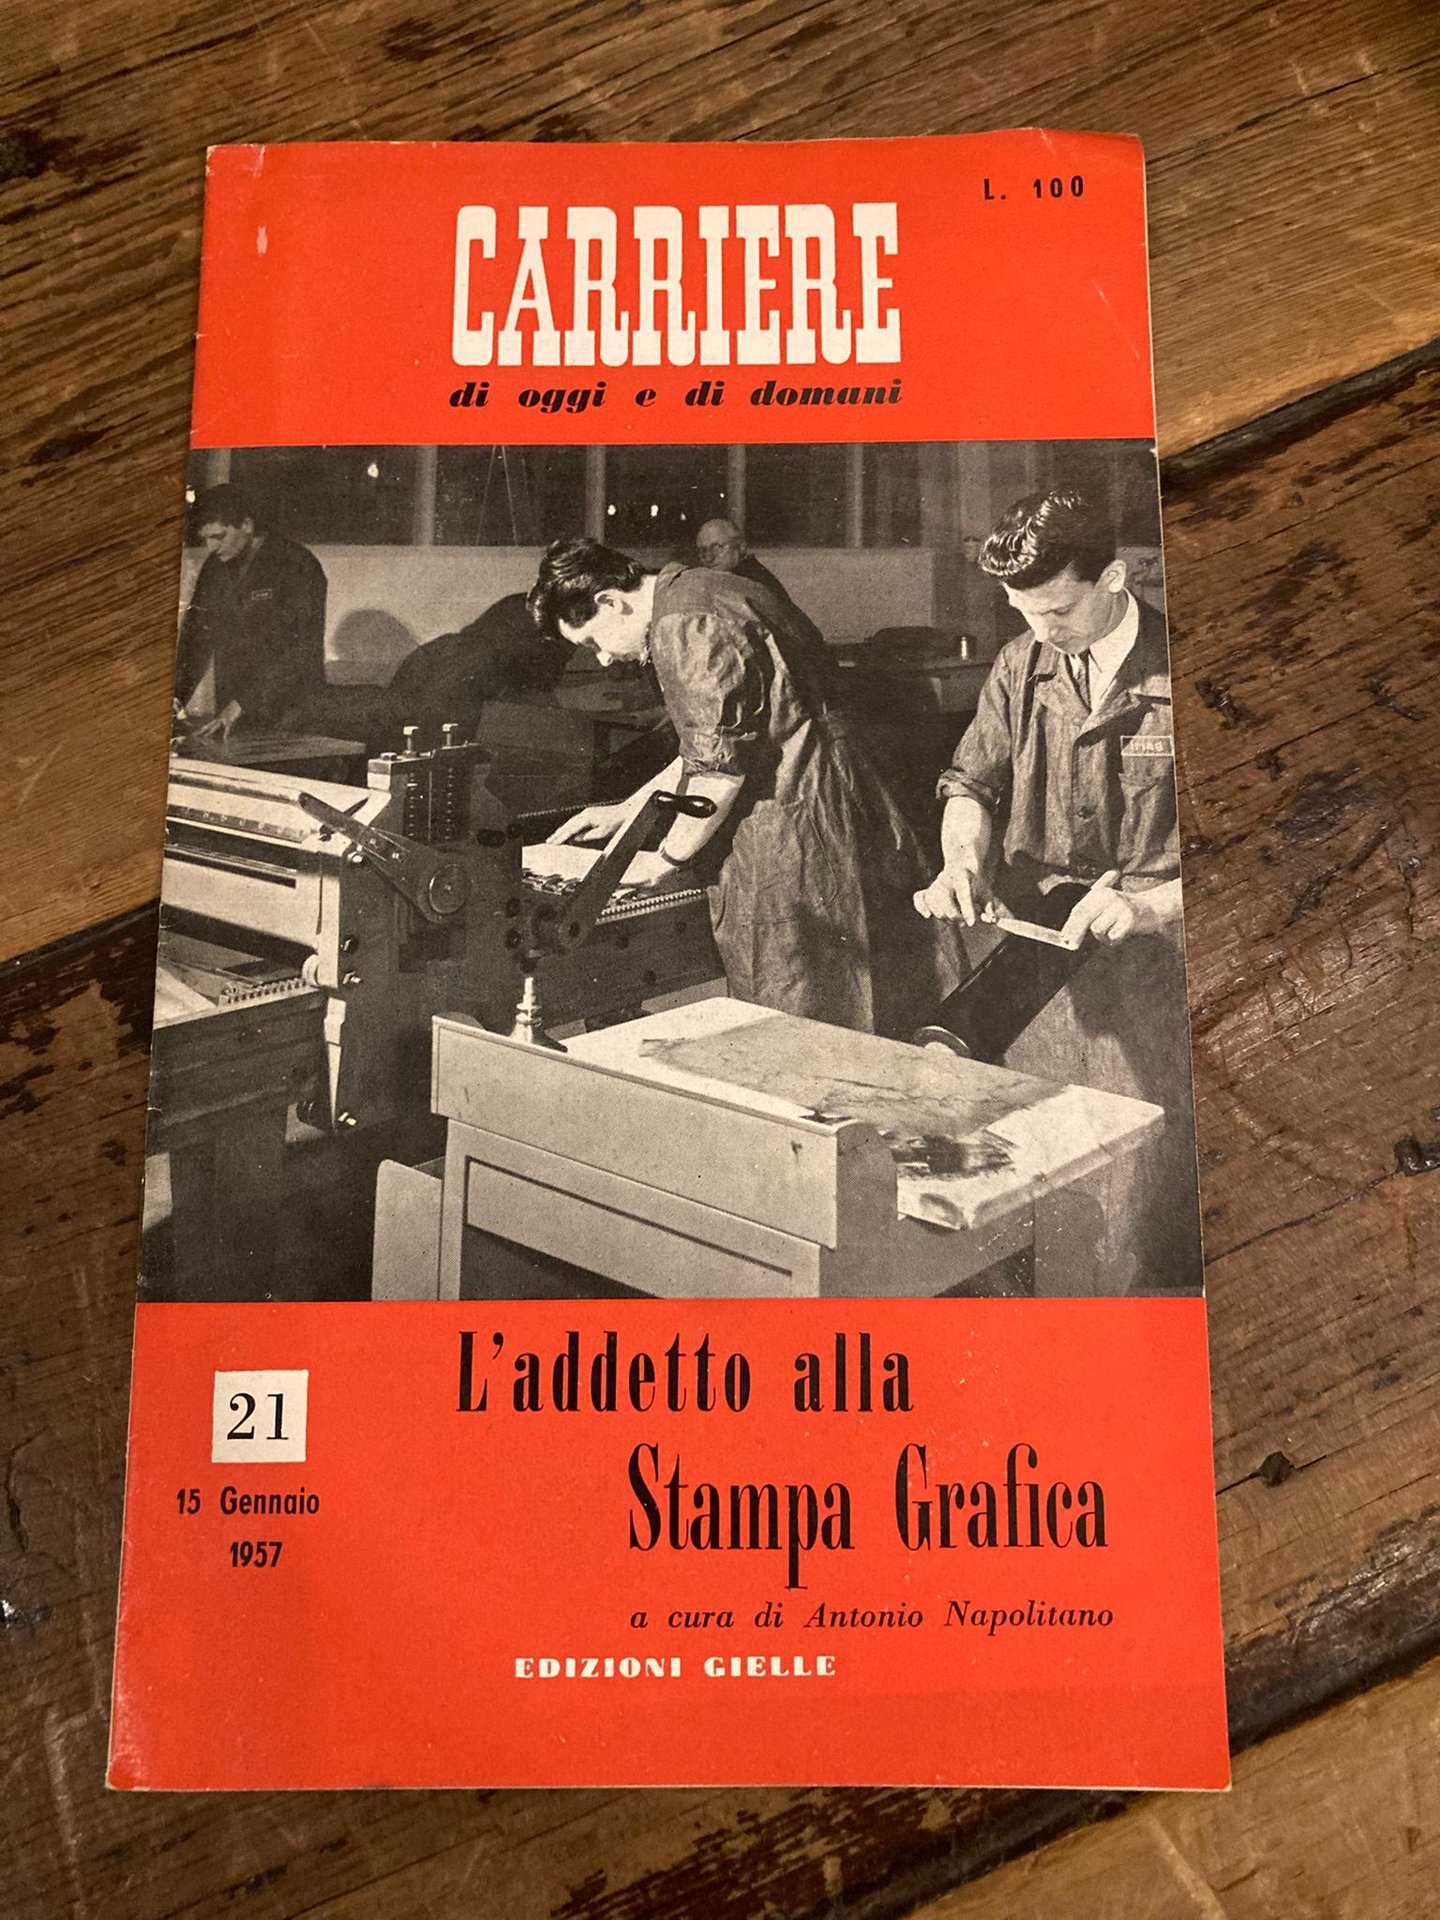 L. 100
CARRIERE
di oggi e di domani
L'addetto alla
Stampa Grafica
21
15 Gennaio
1957
a cura di Antonio Napolitano
EDIZIONI GIELLE